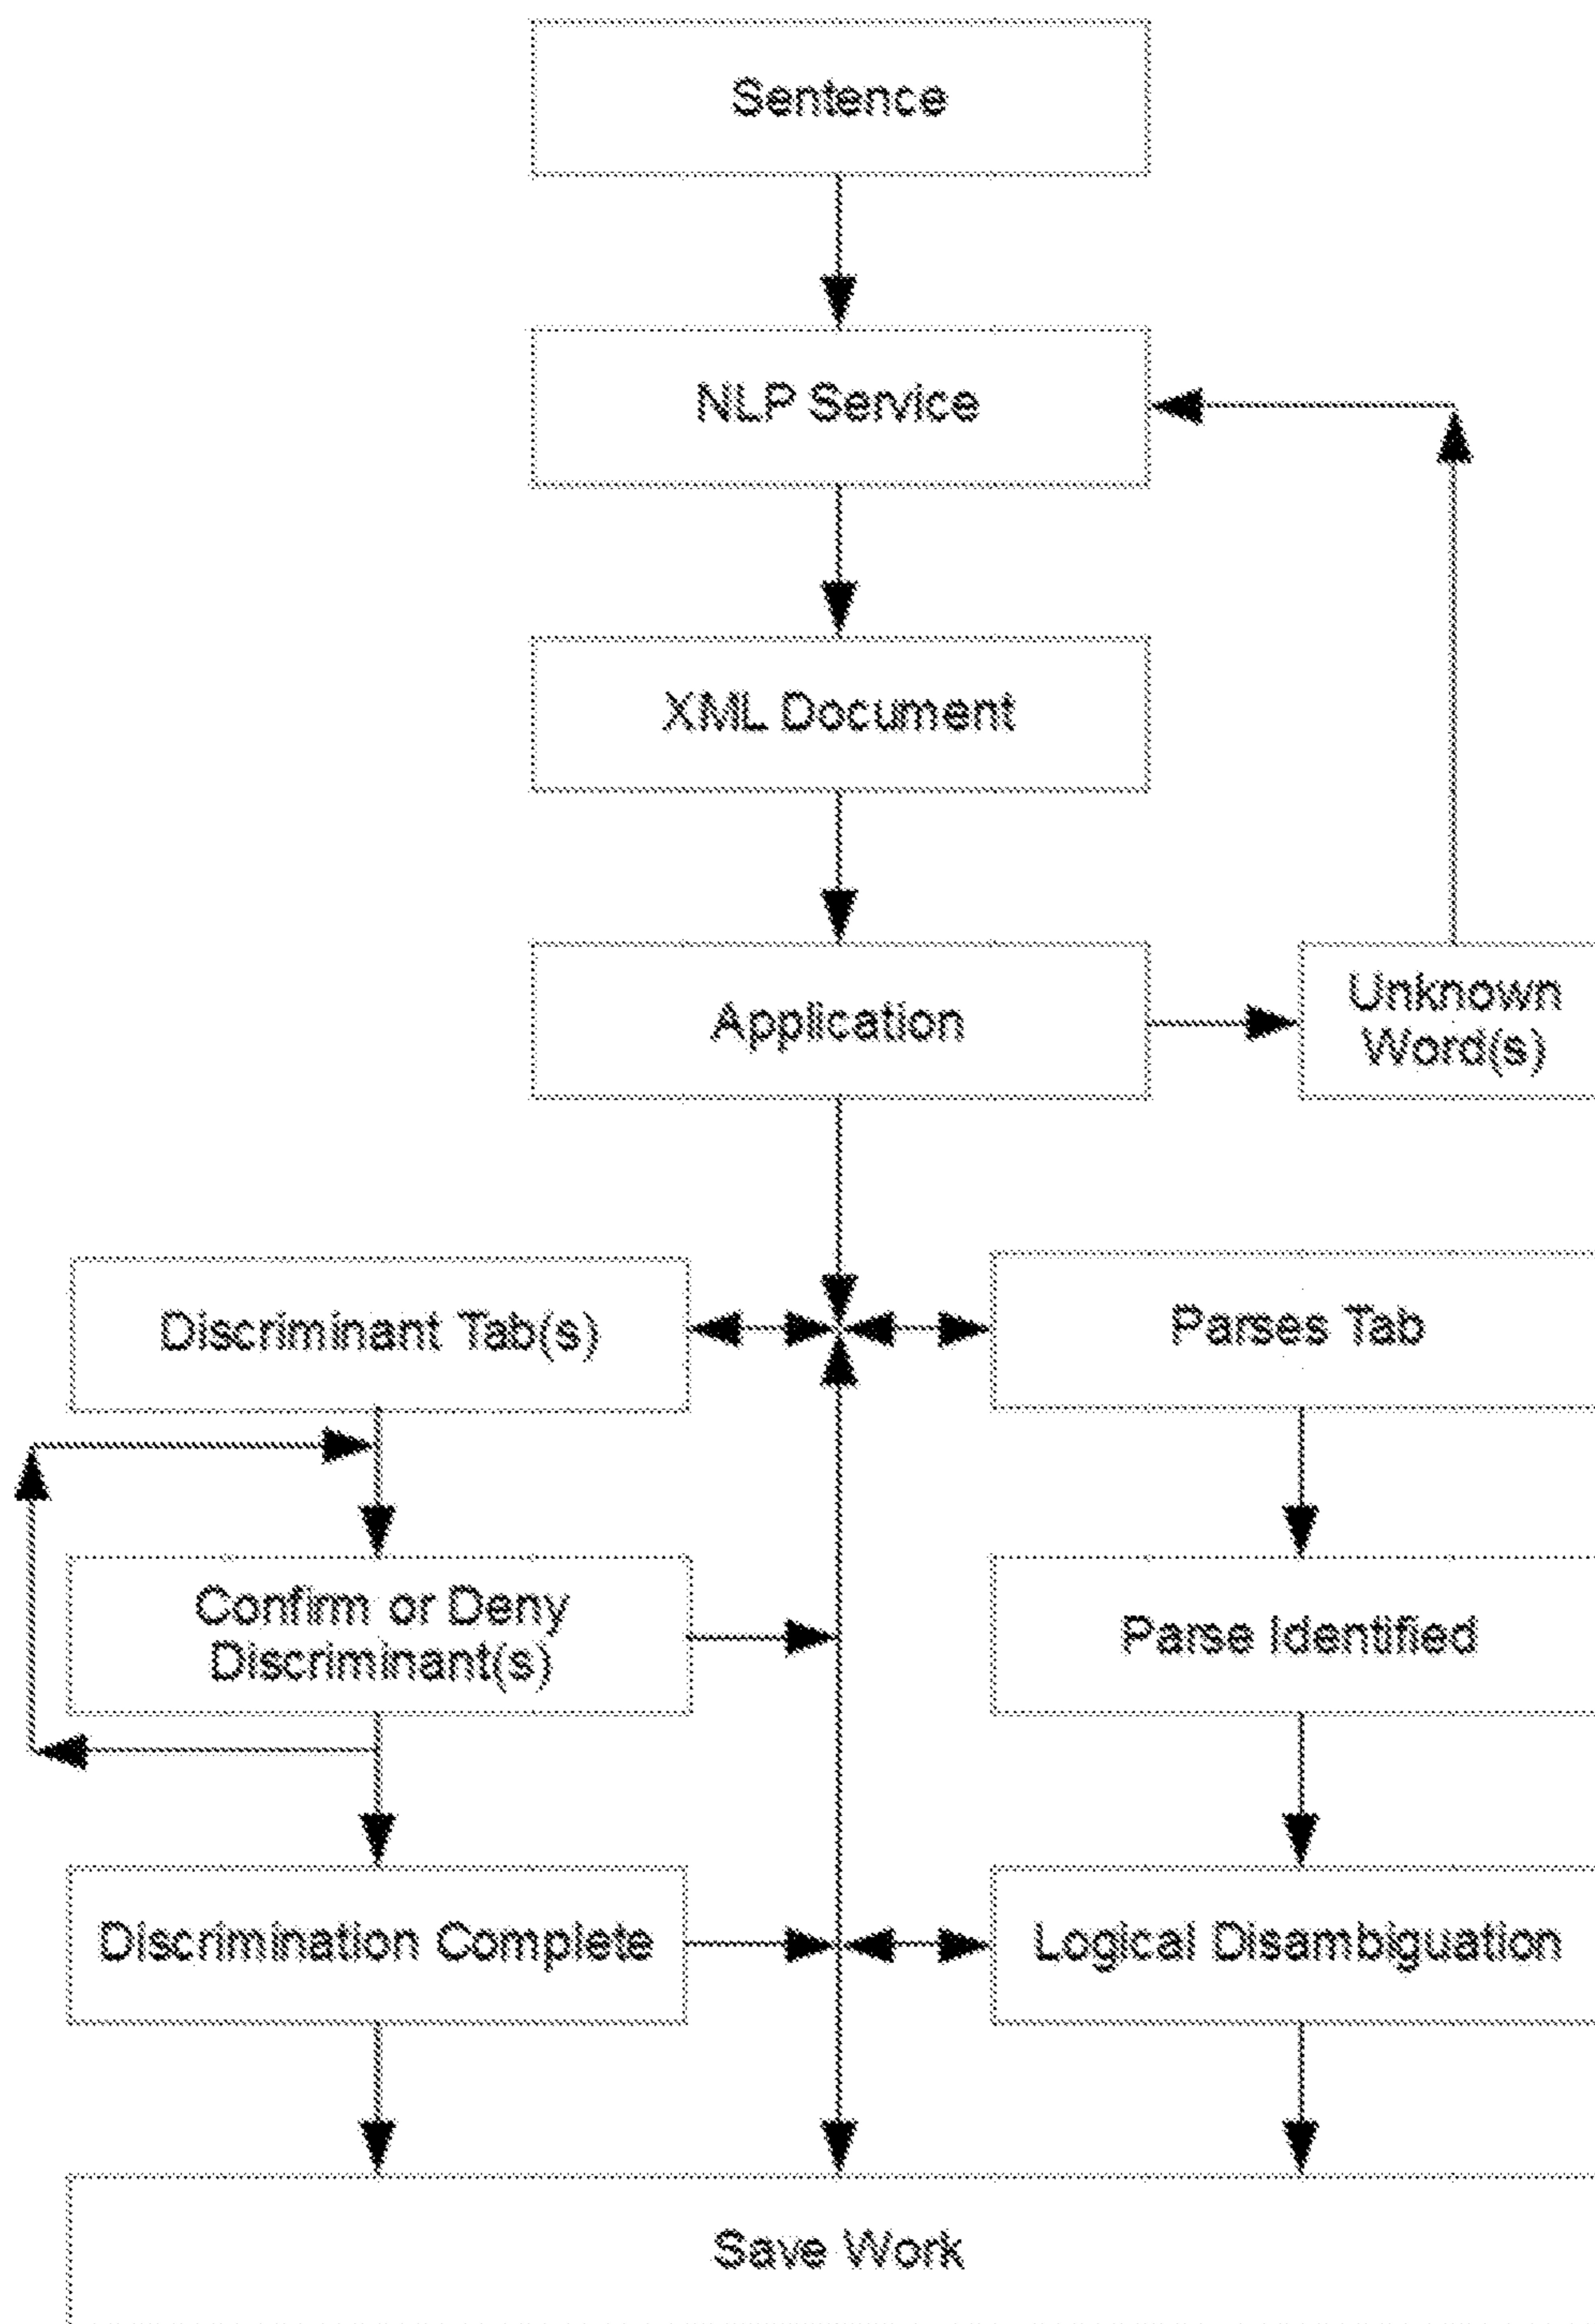 Sentence
NLP Service
XML Document
Application
Unknown
Word(s)
Discriminant Tab(s)
Parses Tab
Confirm or Deny
Discriminant(s)
Parse Identified
Discrimination Complete
Logical Disambiguation
Save Work